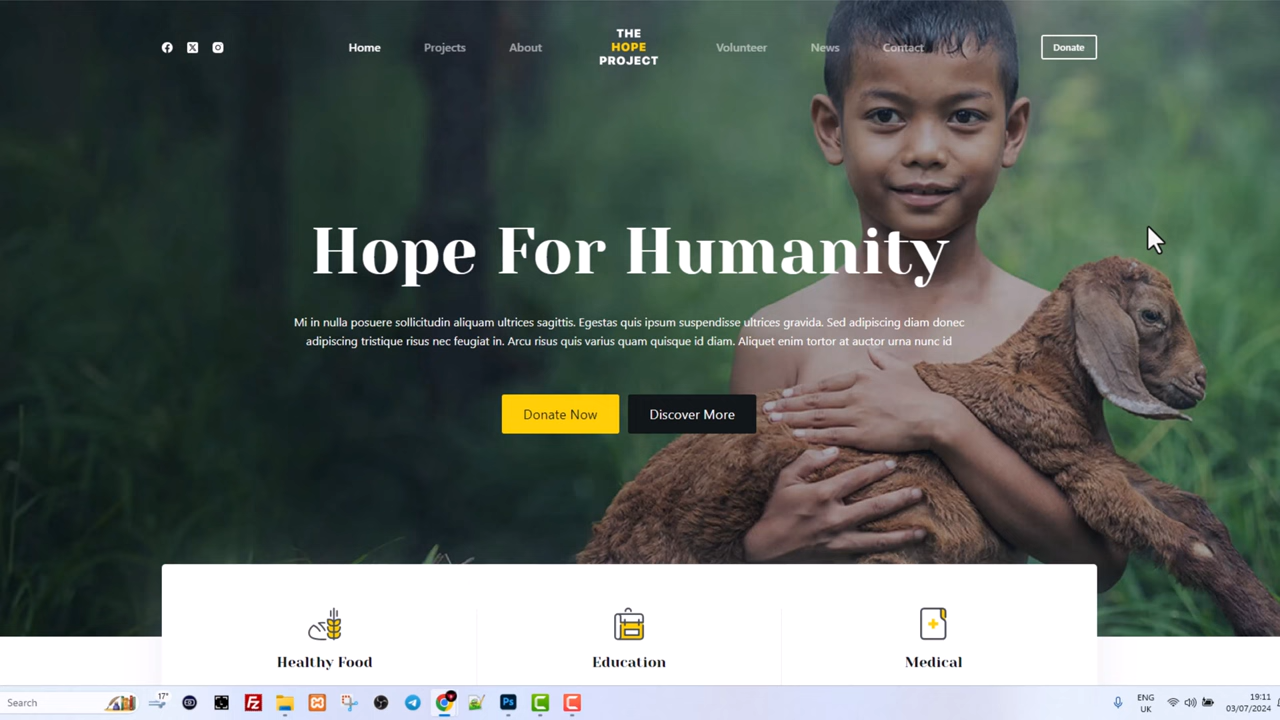 Home
Projects
About
THE
HOPE
PROJECT
Volunteer
News
Contact
Donate
Hope For Humanity
Mi in nulla posuere sollicitudin aliquam ultrices sagittis. Egestas quis ipsum suspendisse ultrices gravida. Sed adipiscing diam donec
adipiscing tristique risus nec feugiat in. Arcu risus quis varius quam quisque id diam. Aliquet enim tortor at auctor urna nunc id
Donate Now
Discover More
Healthy Food
Education
Medical
Search
17°
Fz
Ps
C
C
ENG
UK
19:11
03/07/2024